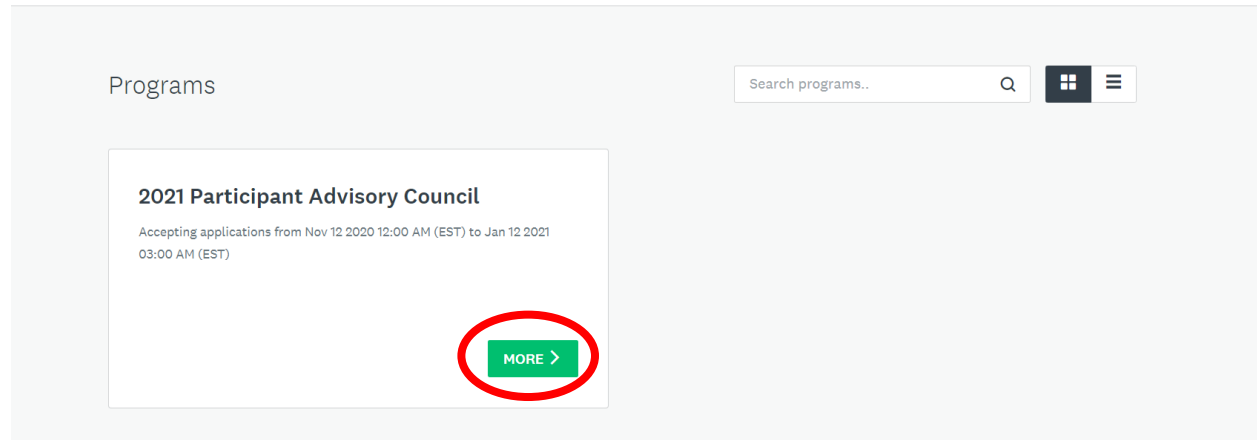 Programs
Search programs..
2021 Participant Advisory Council
Accepting applications from Nov 12 2020 12:00 AM (EST) to Jan 12 2021
03:00 AM (EST)
MORE